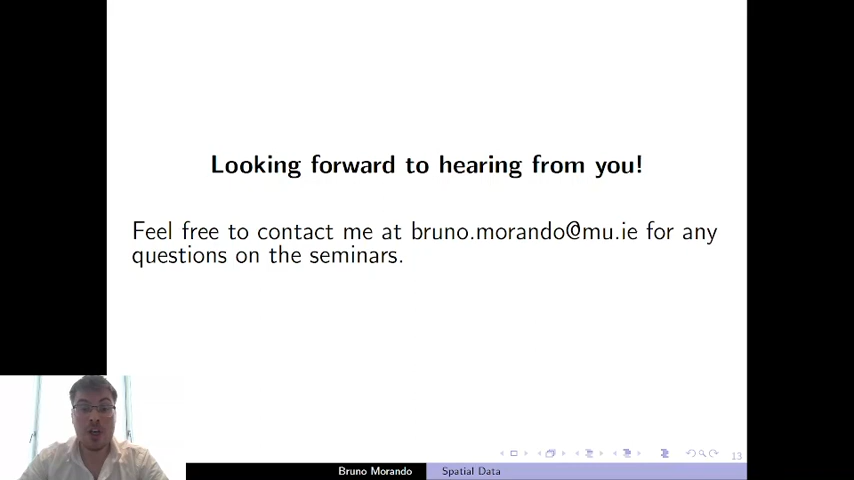 Looking forward to hearing from you!
Feel free to contact me at bruno.morando@mu.ie for any
questions on the seminars.
13
Bruno Morando Spatial Data